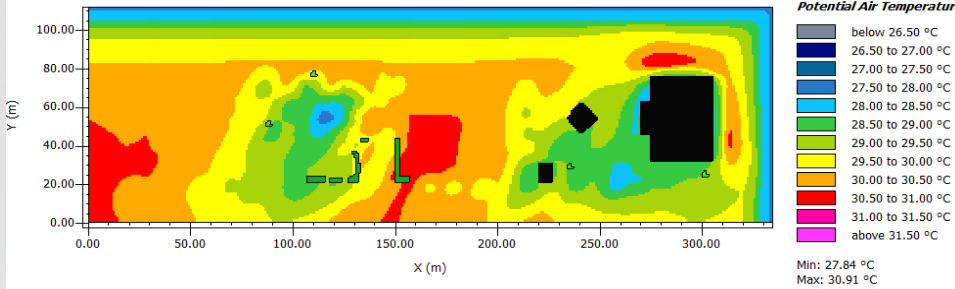 Potential Air Temperatur
below 26.50 °C
26.50 to 27.00 °C
27.00 to 27.50 °C
27.50 to 28.00 °C
28.00 to 28.50 °C
28.50 to 29.00 °C
29.00 to 29.50 °C
29.50 to 30.00 °C
30.00 to 30.50 °C
30.50 to 31.00 °C
31.00 to 31.50 °C
above 31.50 °C
Min: 27.84 °C
Max: 30.91 °C
Y (m)
100.00
80.00
60.00
40.00
20.00
0.00
0.00 50.00 100.00 150.00 200.00 250.00 300.00
X (m)